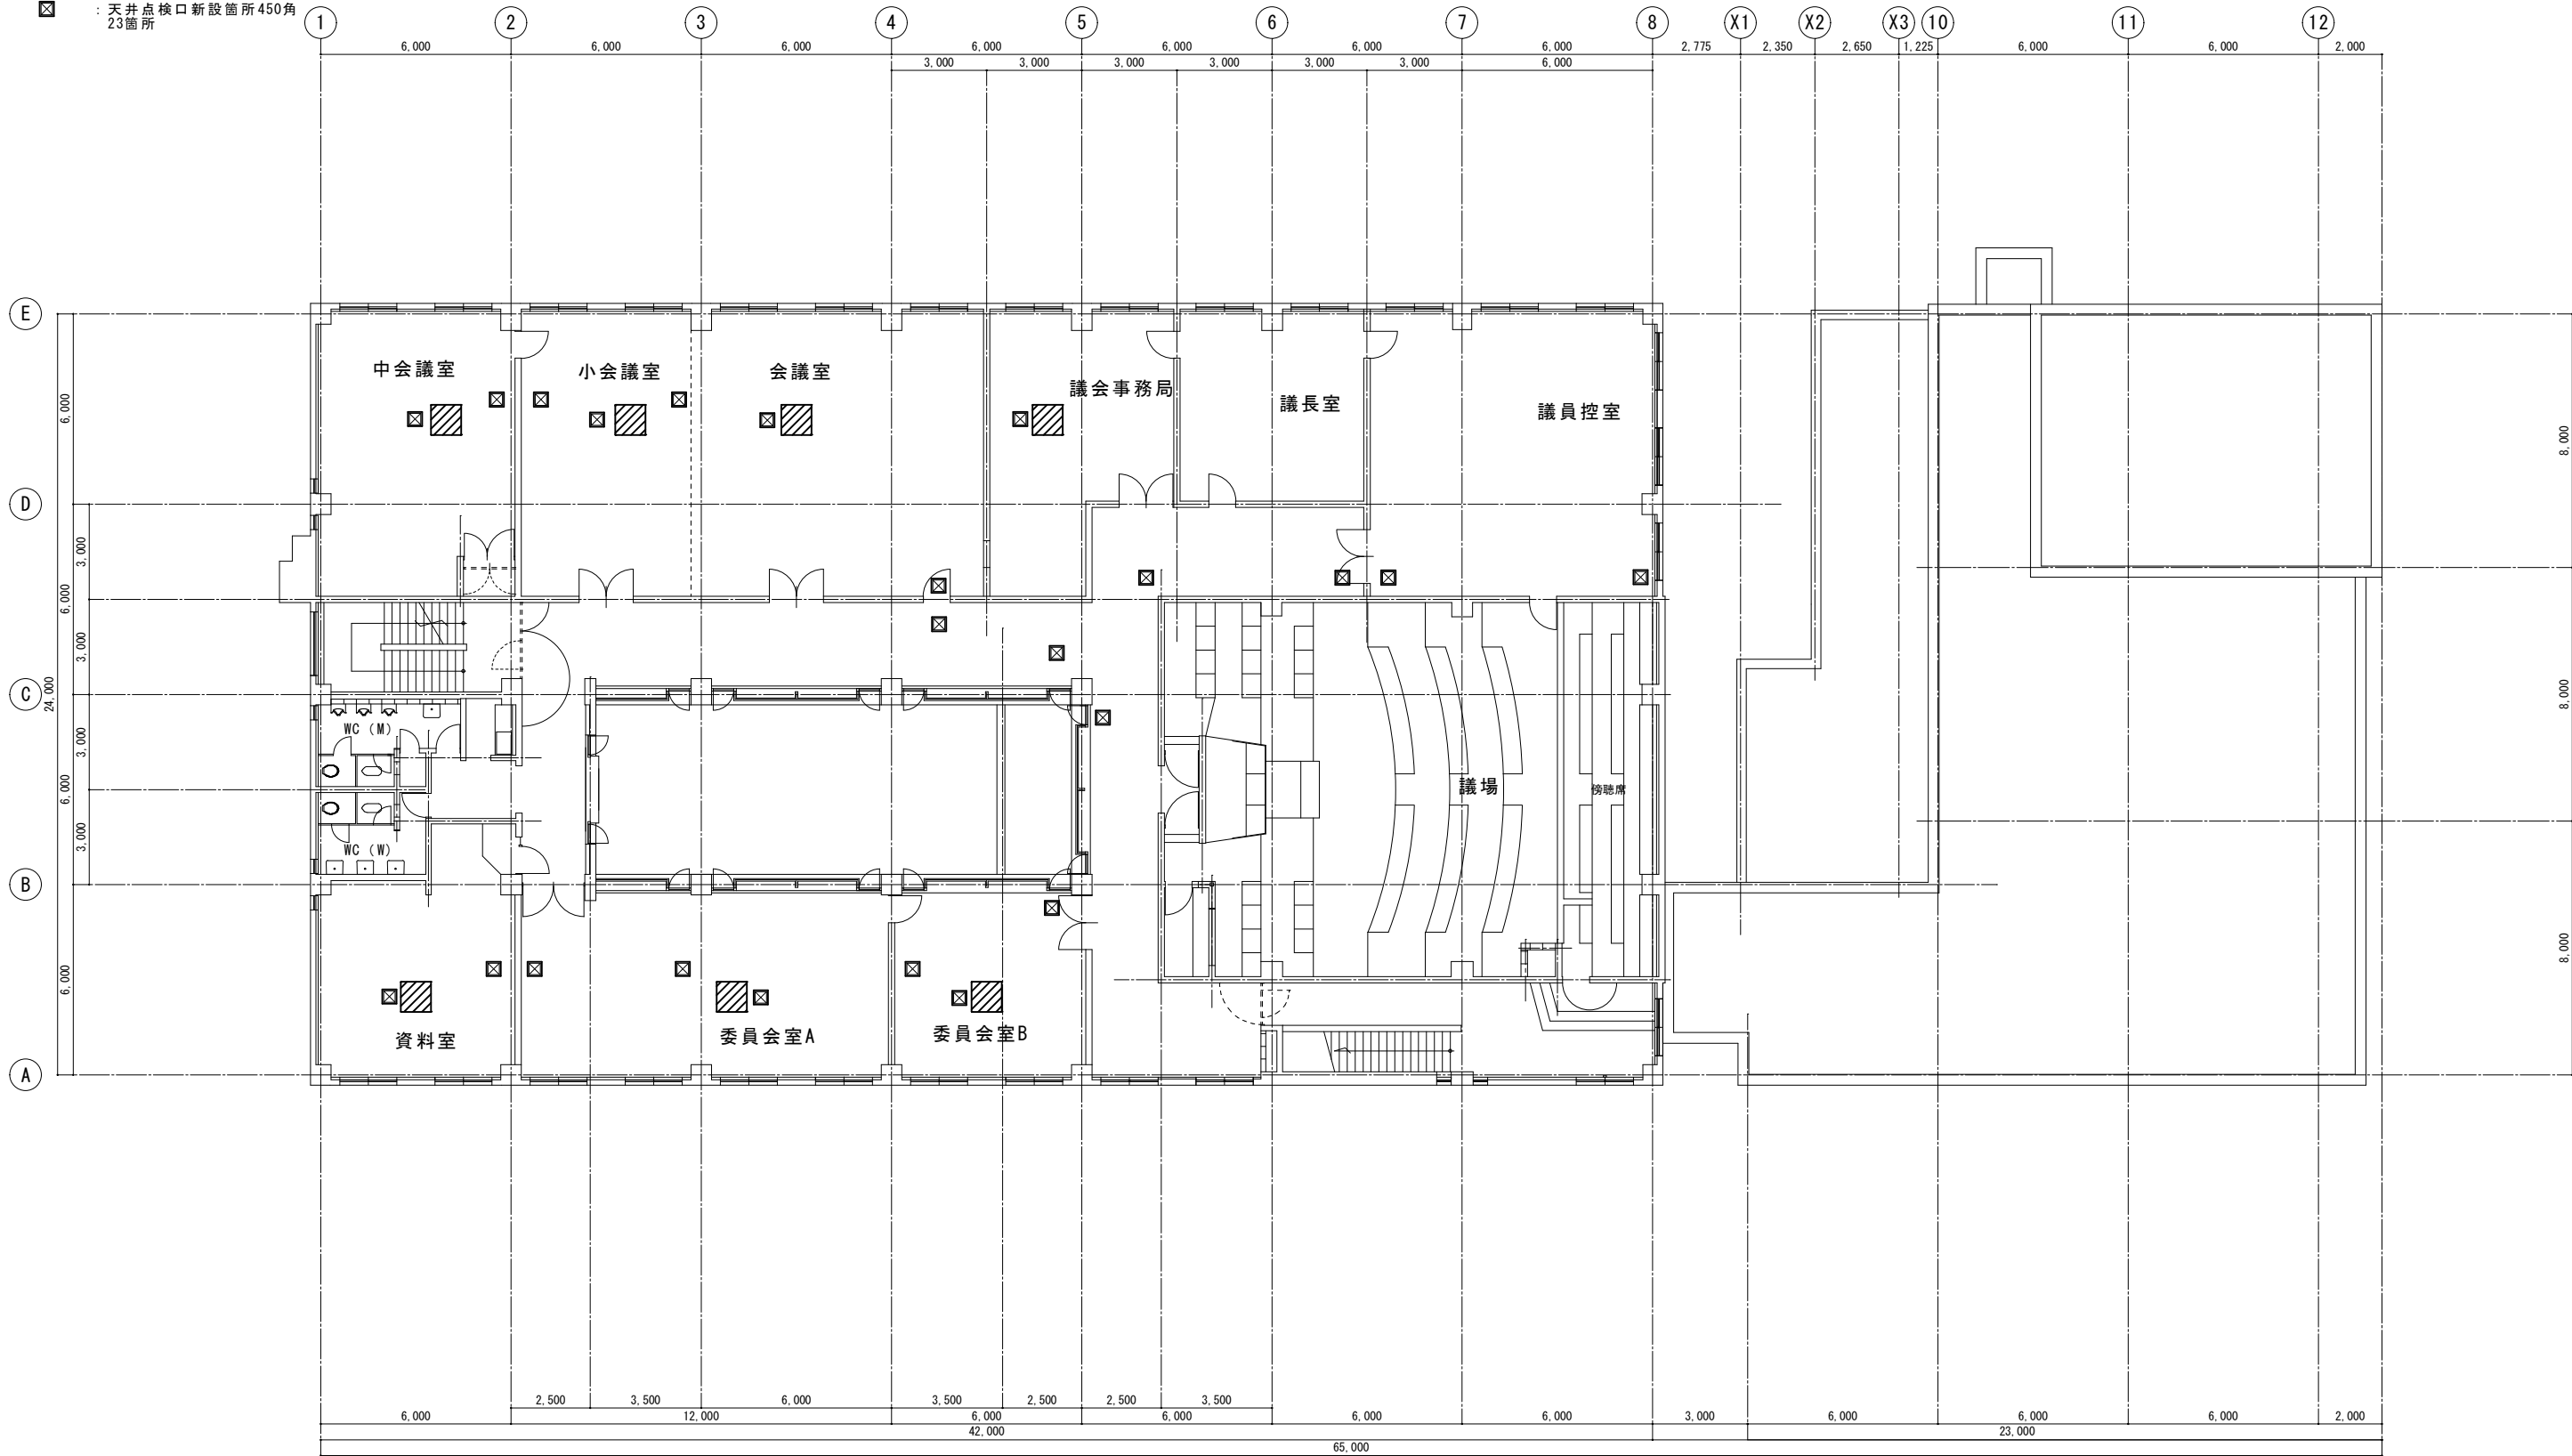 : 天井点検口新設箇所450角
23箇所
1 2 3 4 5 6 7 8 X1 X2 X3 10 11 12
6,000 6,000 6,000 6,000 6,000 6,000 6,000 2,775 2,350 2,650 1,225 6,000 6,000 2,000
3,000 3,000 3,000 3,000 3,000 3,000 6,000
E
中会議室 小会議室 会議室 議会事務局 議長室 議員控室
6,000 8,000
D
3,000
6,000
3,000
C
24,000 8,000
WC (M)
3,000
6,000
議場 傍聴席
3,000
WC (W)
B
6,000 8,000
資料室 委員会室A 委員会室B
A
2,500 3,500 6,000 3,500 2,500 2,500 3,500
6,000 12,000 6,000 6,000 6,000 6,000 3,000 6,000 6,000 6,000 2,000
42,000 23,000
65,000